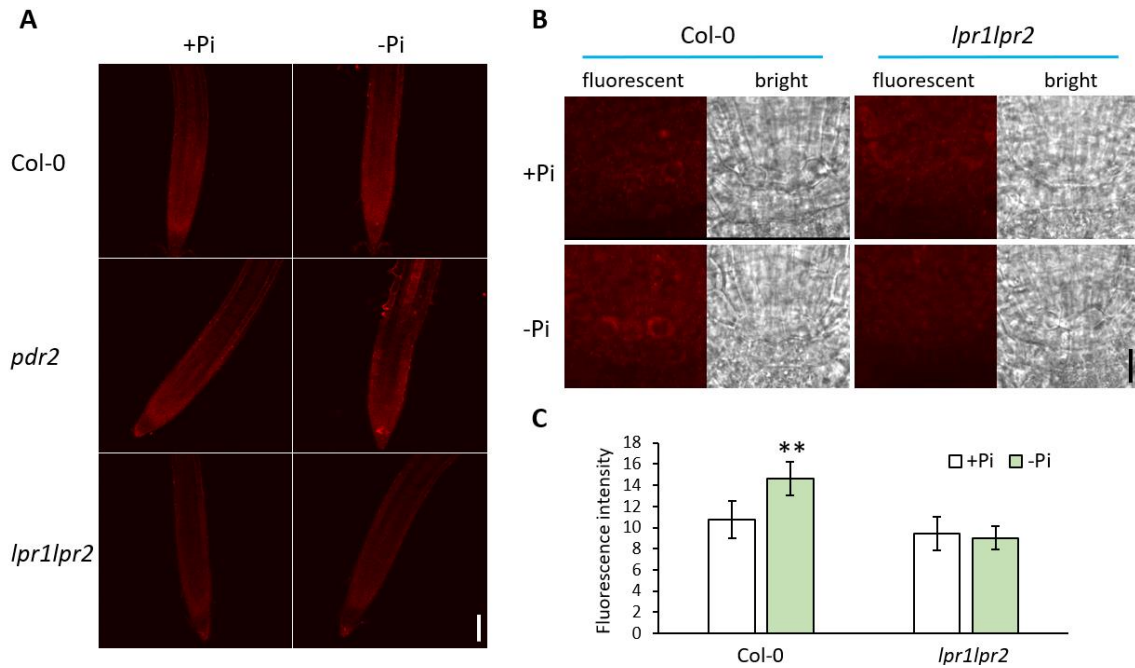 A
+Pi
-Pi
Col-0
pdr2
lpr1lpr2
B
Col-0
lpr1lpr2
fluorescent
bright
fluorescent
bright
+Pi
-Pi
C
Fluorescence intensity
18
16
14
12
10
8
6
4
2
0
**
+Pi
-Pi
Col-0
lpr1lpr2